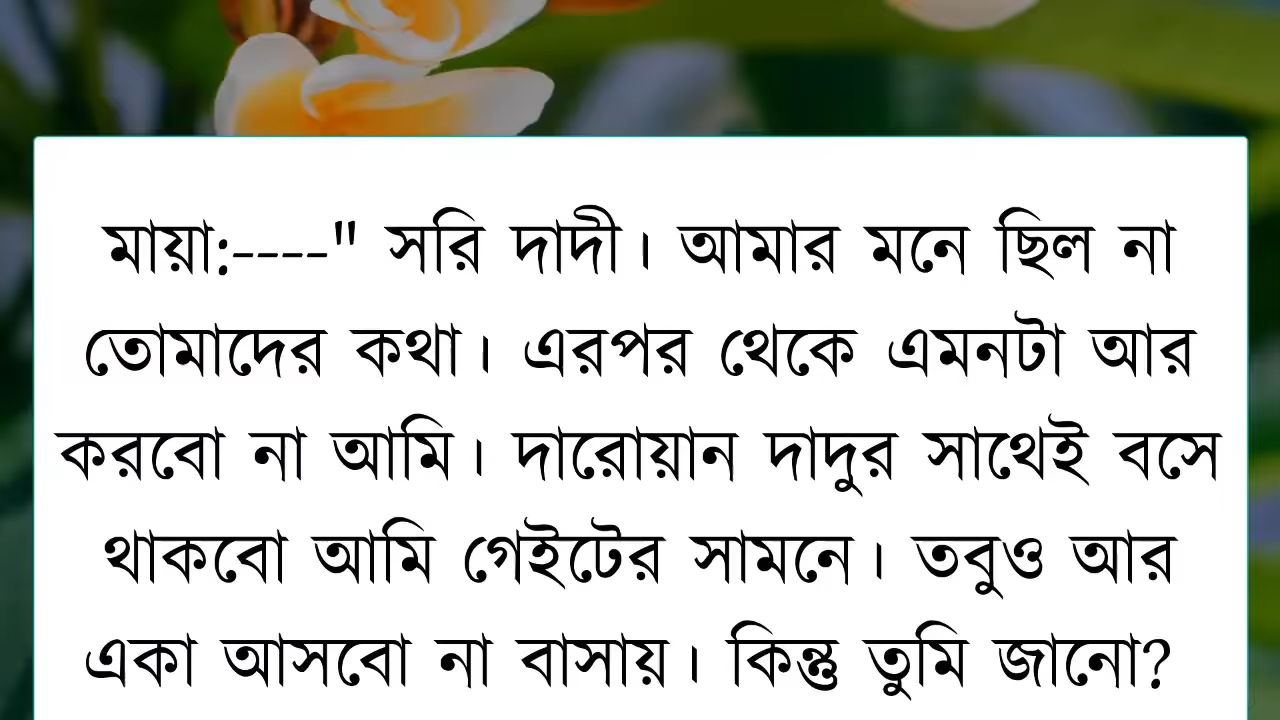 মায়া:----" সরি দাদী। আমার মনে ছিল না
তোমাদের কথা। এরপর থেকে এমনটা আর
করবো না আমি। দারোয়ান দাদুর সাথেই বসে
থাকবো আমি গেইটের সামনে। তবুও আর
একা আসবো না বাসায়। কিন্তু তুমি জানো?